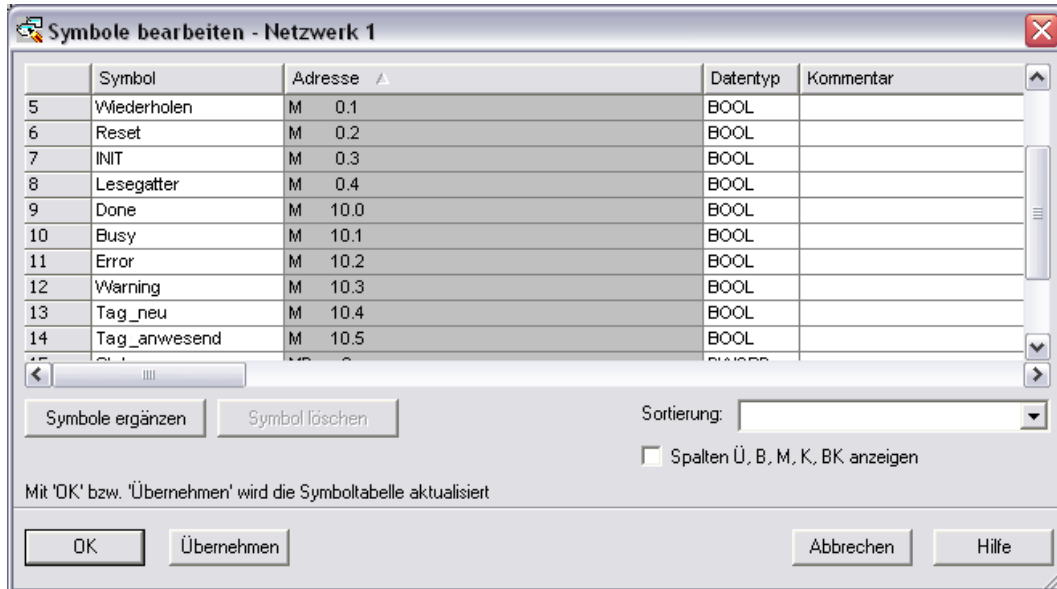 Symbole bearbeiten - Netzwerk 1
Symbol Adresse Datentyp Kommentar
5 Wiederholen M 0.1 BOOL
6 Reset M 0.2 BOOL
7 INIT M 0.3 BOOL
8 Lesegatter M 0.4 BOOL
9 Done M 10.0 BOOL
10 Busy M 10.1 BOOL
11 Error M 10.2 BOOL
12 Warning M 10.3 BOOL
13 Tag_neu M 10.4 BOOL
14 Tag_anwesend M 10.5 BOOL
Symbole ergänzen Symbol löschen Sortierung:
Spalten Ü, B, M, K, BK anzeigen
Mit 'OK' bzw. 'Übernehmen' wird die Symboltabelle aktualisiert
OK Übernehmen Abbrechen Hilfe